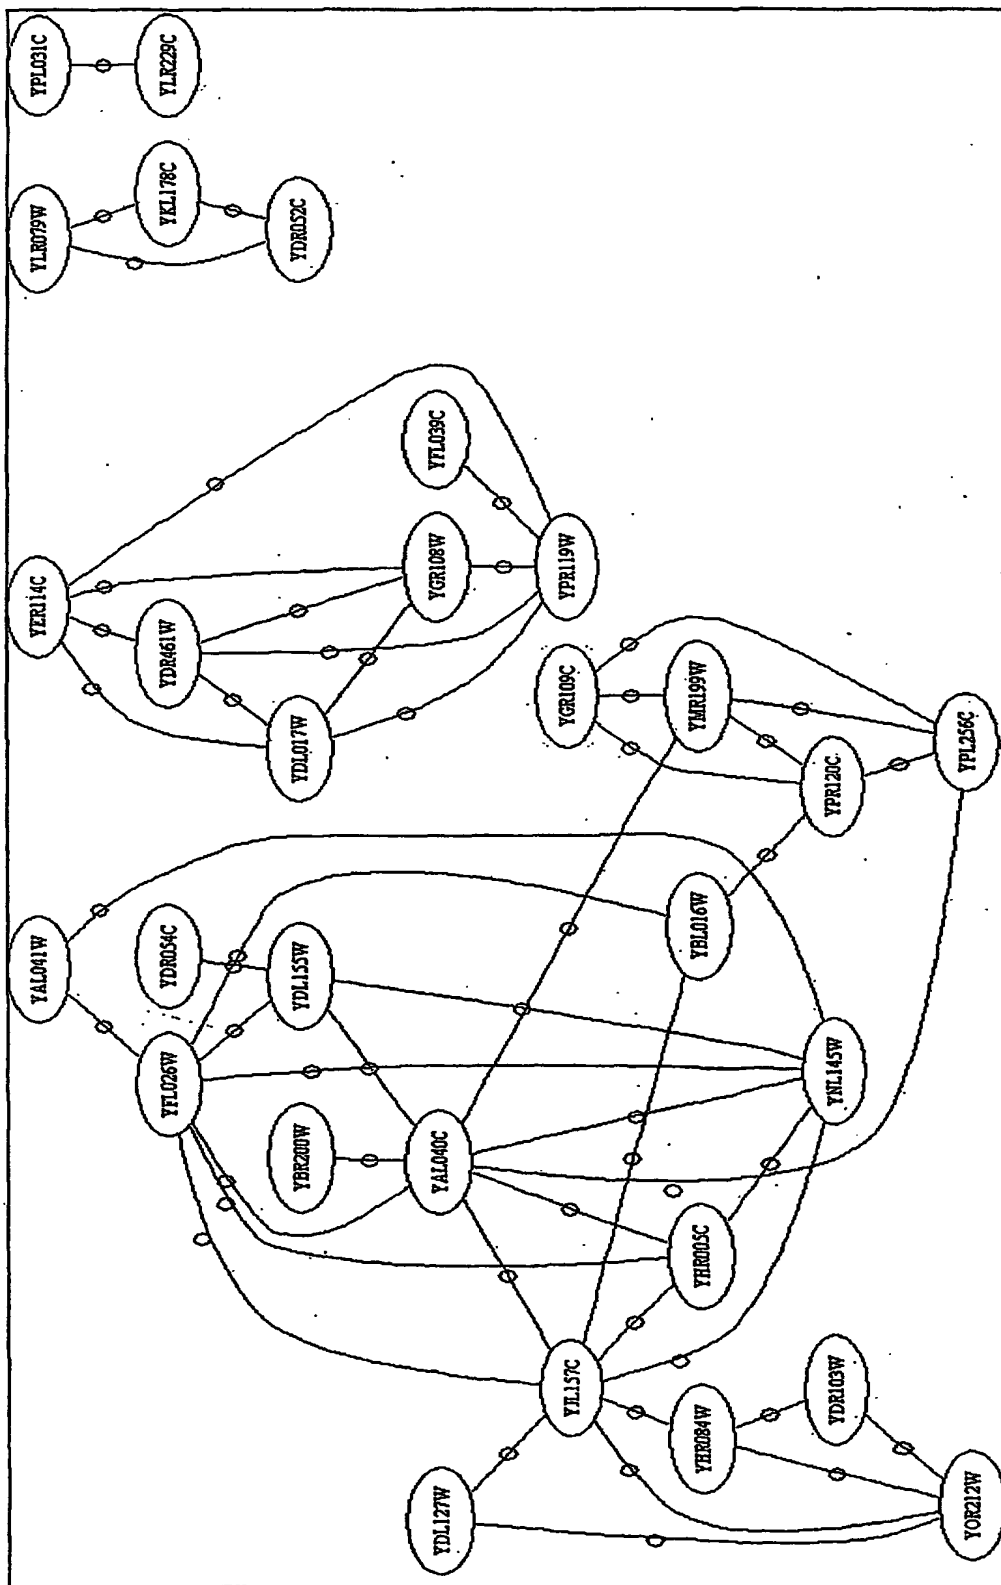 YAL041W
YER114C
YLR079W
YPL031C
YFL026W
YDR054C
YDR461W
YKL178C
YLR229C
YBR200W
YDL155W
YDL017W
YDR052C
YDL127W
YAL040C
YGR108W
YFL039C
YJL157C
YGR109C
YPR119W
YHR084W
YHR005C
YBL016W
YMR199W
YDR103W
YNL145W
YPR120C
YOR212W
YPL256C